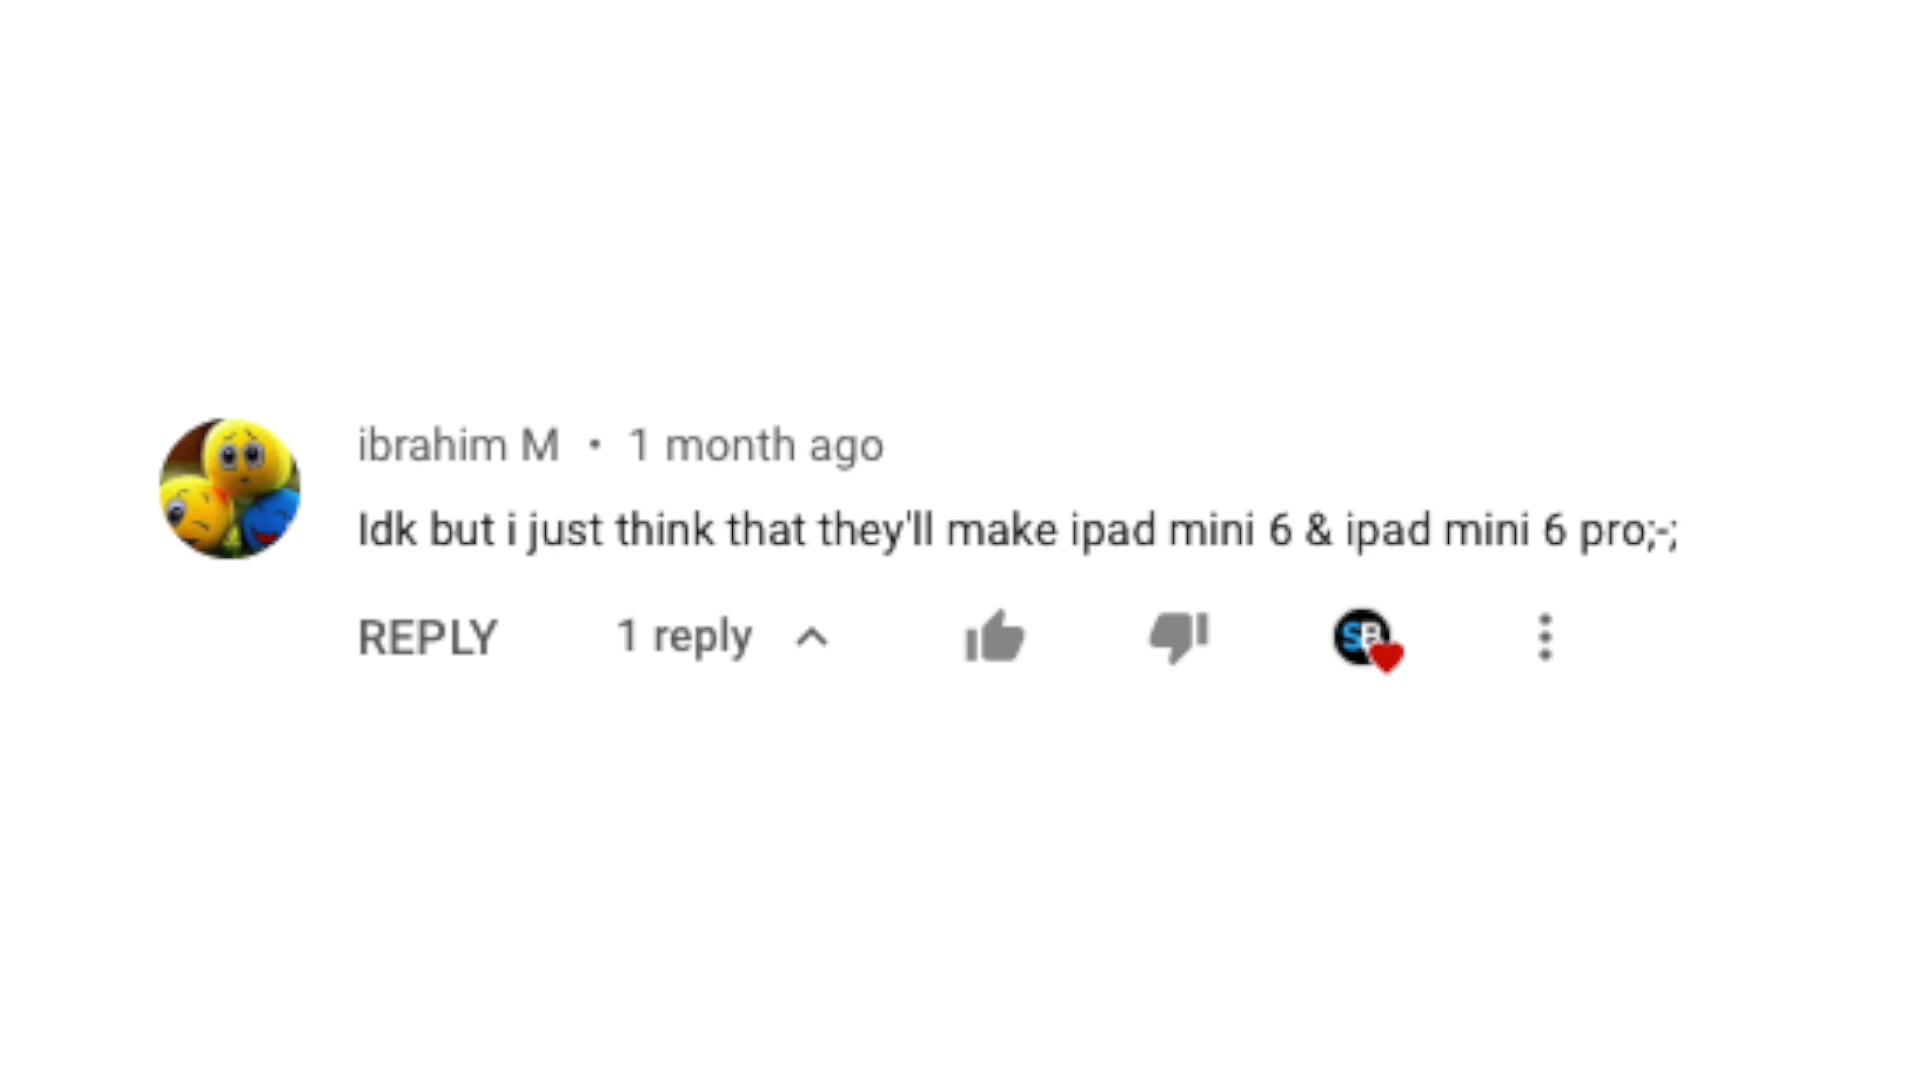 ibrahim M • 1 month ago
Idk but i just think that they'll make ipad mini 6 & ipad mini 6 pro;-;
REPLY 1 reply
SB